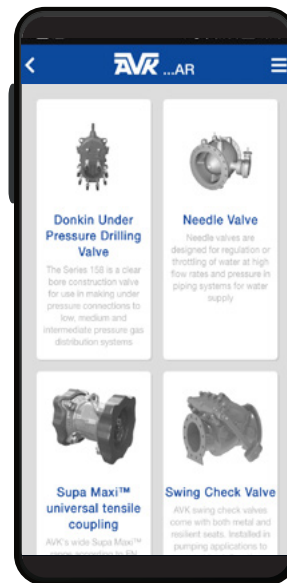 AVK ...AR
Donkin Under
Pressure Drilling
Valve
The Series 158 is a clear
bore construction valve
for use in making under
pressure connections to
low, medium and
intermediate pressure gas
distribution systems
Needle Valve
Needle valves are
designed for regulation or
throttling of water at high
flow rates and pressure in
piping systems for water
supply
Supa Maxi™
universal tensile
coupling
AVK's wide Supa Maxi™
range according to EN
Swing Check Valve
AVK swing check valves
come with both metal and
resilient seats. Installed in
pumping applications to